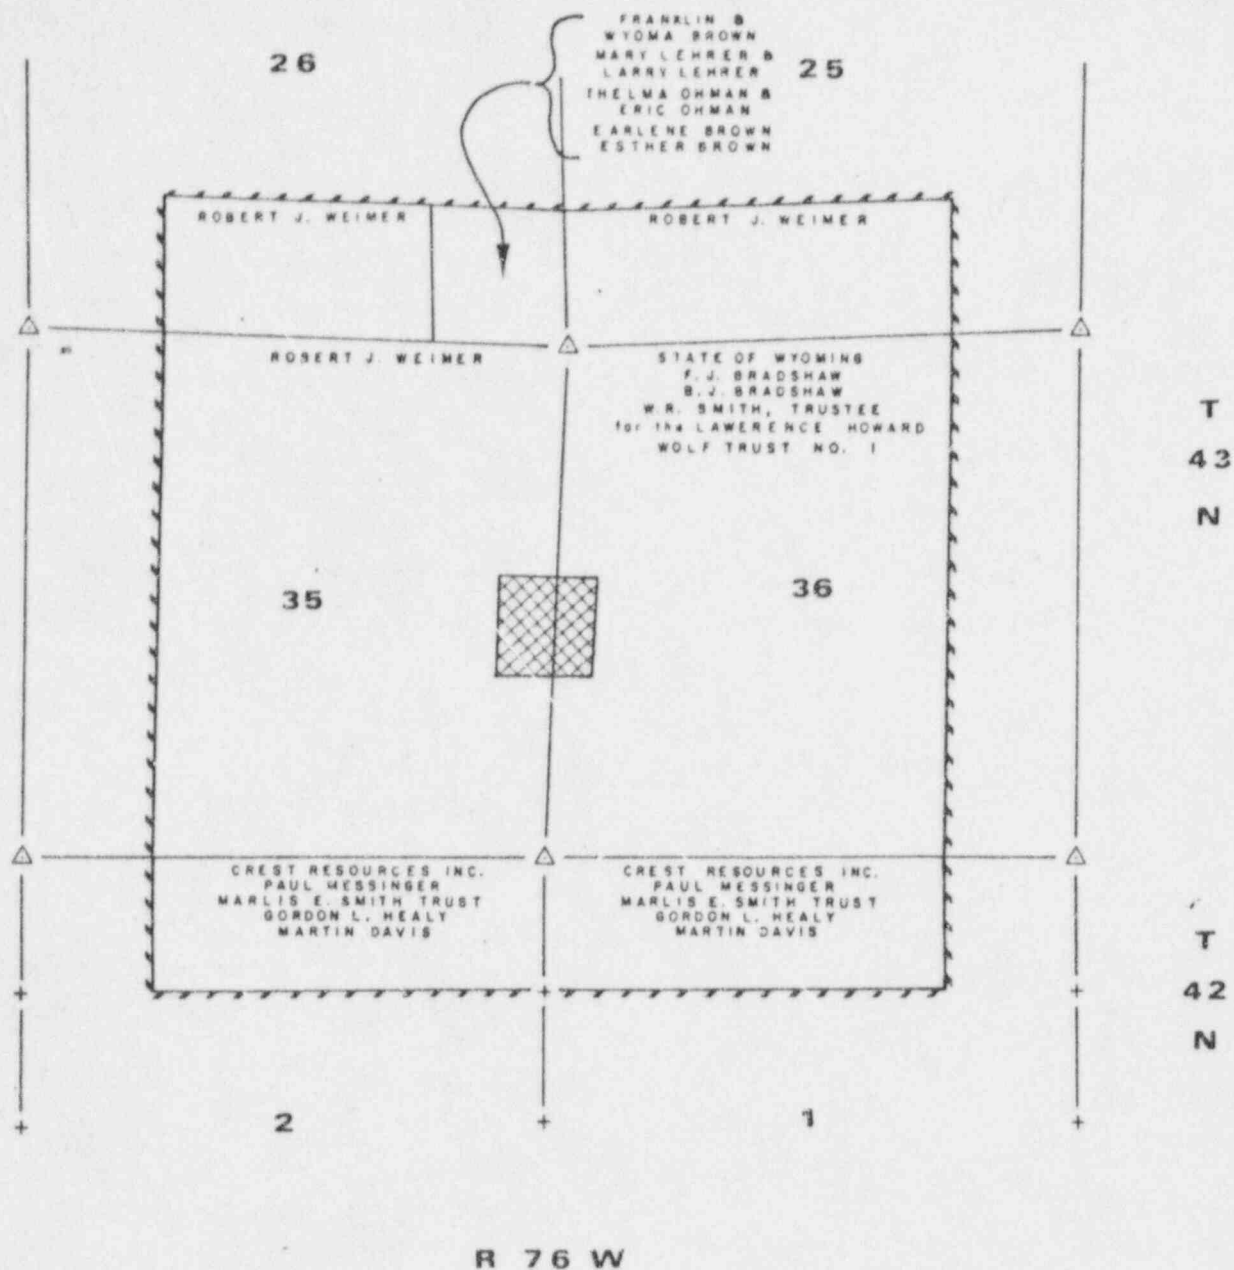 FRANKLIN &
WYOMA BROWN
MARY LEHRER &
LARRY LEHRER
THELMA OHMAN &
ERIC OHMAN
EARLENE BROWN
ESTHER BROWN
26
25
ROBERT J. WEIMER
ROBERT J. WEIMER
ROBERT J. WEIMER
STATE OF WYOMING
F. J. BRADSHAW
B. J. BRADSHAW
W.R. SMITH, TRUSTEE
for the LAWERENCE HOWARD
WOLF TRUST NO. 1
T
43
N
35
36
CREST RESOURCES INC.
PAUL MESSINGER
MARLIS E. SMITH TRUST
GORDON L. HEALY
MARTIN DAVIS
CREST RESOURCES INC.
PAUL MESSINGER
MARLIS E. SMITH TRUST
GORDON L. HEALY
MARTIN DAVIS
T
42
N
2
1
R 76 W